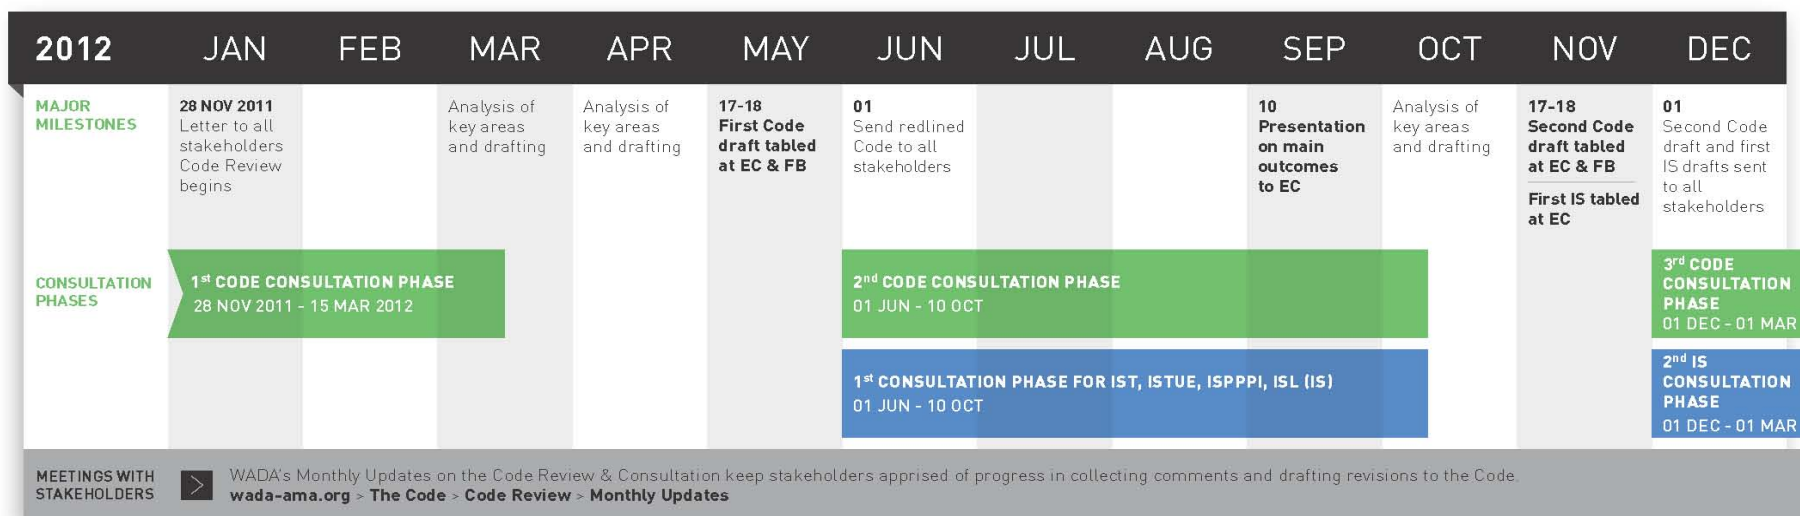 2012 JAN FEB MAR APR MAY JUN JUL AUG SEP OCT NOV DEC
MAJOR
MILESTONES
28 NOV 2011
Letter to all
stakeholders
Code Review
begins
Analysis of
key areas
and drafting
Analysis of
key areas
and drafting
17-18
First Code
draft tabled
at EC & FB
01
Send redlined
Code to all
stakeholders
10
Presentation
on main
outcomes
to EC
Analysis of
key areas
and drafting
17-18
Second Code
draft tabled
at EC & FB
First IS tabled
at EC
01
Second Code
draft and first
IS drafts sent
to all
stakeholders
CONSULTATION
PHASES
1st CODE CONSULTATION PHASE
28 NOV 2011 - 15 MAR 2012
2nd CODE CONSULTATION PHASE
01 JUN - 10 OCT
3rd CODE
CONSULTATION
PHASE
01 DEC - 01 MAR
1st CONSULTATION PHASE FOR IST, ISTUE, ISPPPI, ISL (IS)
01 JUN - 10 OCT
2nd IS
CONSULTATION
PHASE
01 DEC - 01 MAR
MEETINGS WITH
STAKEHOLDERS
> WADA's Monthly Updates on the Code Review & Consultation keep stakeholders apprised of progress in collecting comments and drafting revisions to the Code.
wada-ama.org > The Code > Code Review > Monthly Updates